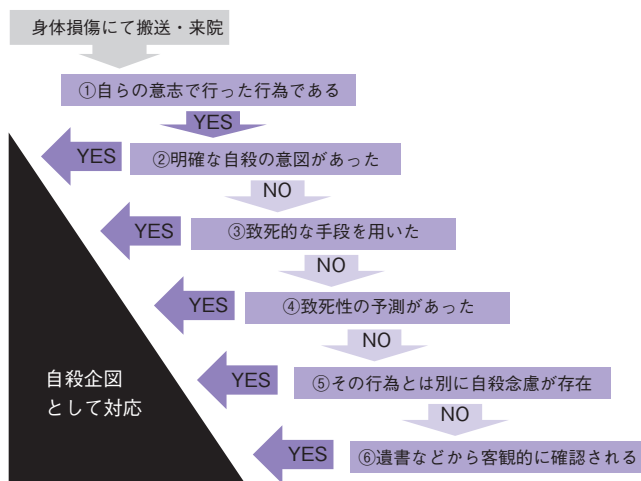 身体損傷にて搬送・来院
①自らの意志で行った行為である
YES
YES
②明確な自殺の意図があった
NO
YES
③致死的な手段を用いた
NO
YES
④致死性の予測があった
NO
YES
⑤その行為とは別に自殺念慮が存在
NO
YES
⑥遺書などから客観的に確認される
自殺企図
として対応